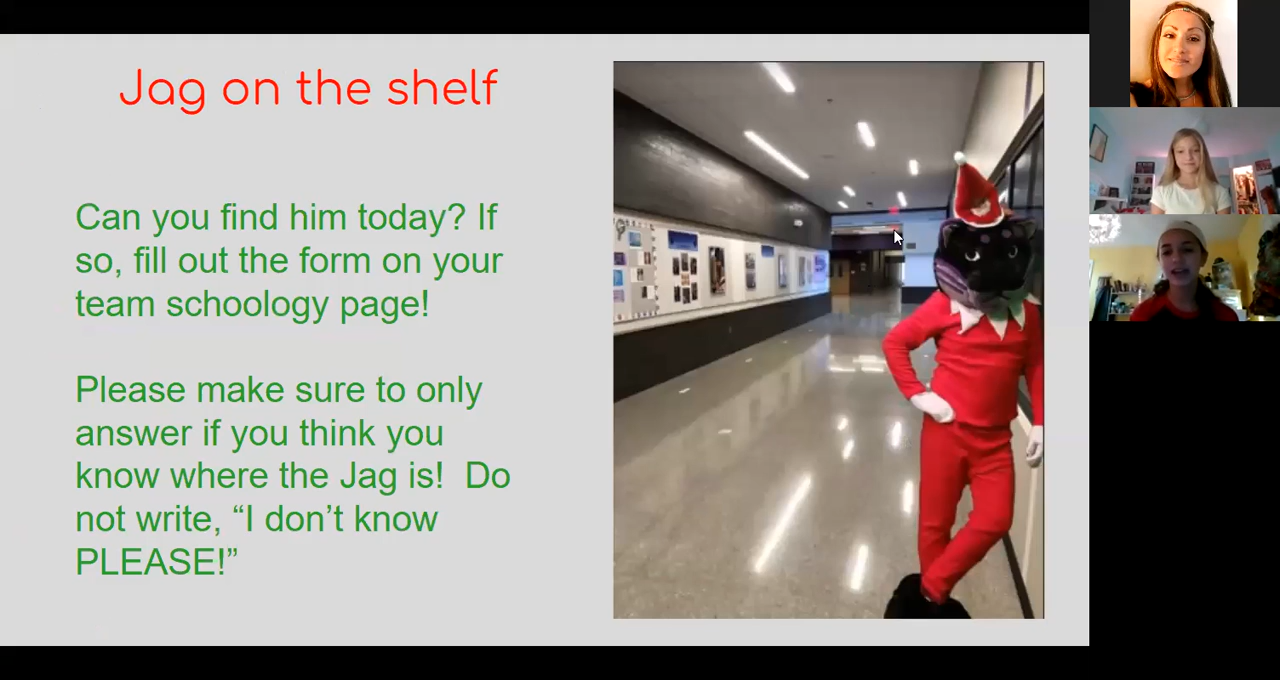 Jag on the shelf
Can you find him today? If
so, fill out the form on your
team schoology page!
Please make sure to only
answer if you think you
know where the Jag is!  Do
not write, “I don’t know
PLEASE!”